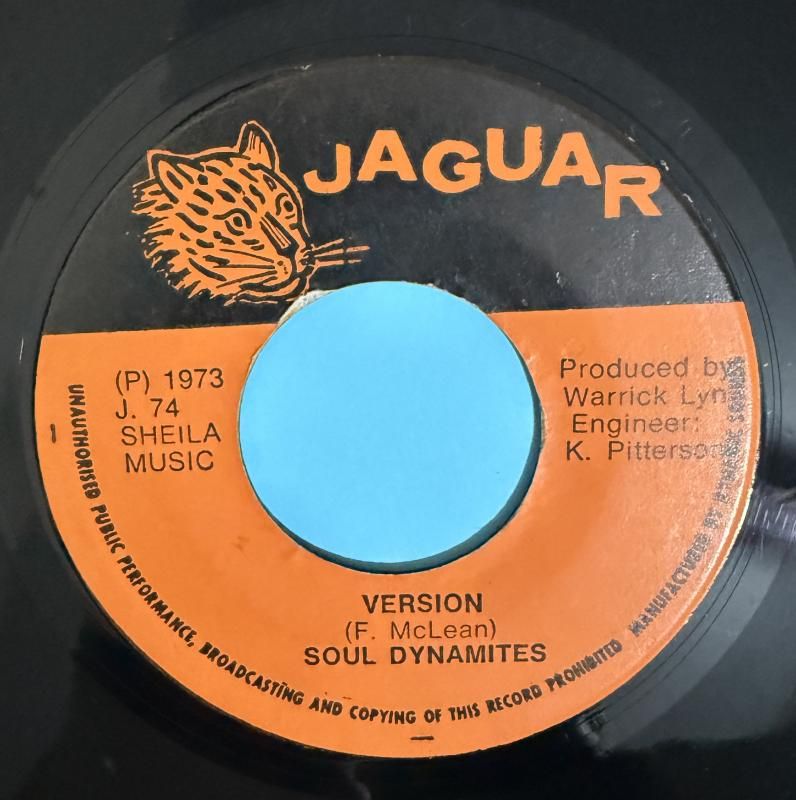 JAGUAR
(P) 1973
J. 74
SHEILA
MUSIC
Produced by
Warrick Lyn
Engineer:
K. Pitterson
VERSION
(F. McLean)
SOUL DYNAMITES
UNAUTHORISED PUBLIC PERFORMANCE, BROADCASTING AND COPYING OF THIS RECORD PROHIBITED MANUFACTURED BY